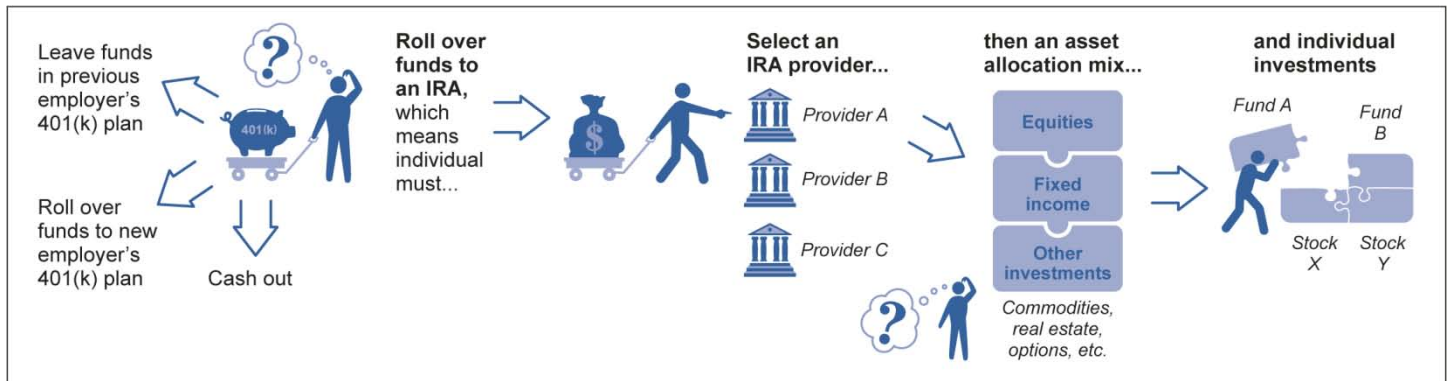 Leave funds
in previous
employer's
401(k) plan
?
401(k)
Roll over
funds to new
employer's
401(k) plan
Cash out
Roll over
funds to
an IRA,
which
means
individual
must...
$
Select an
IRA provider...
Provider A
Provider B
Provider C
then an asset
allocation mix...
Equities
Fixed
income
Other
investments
Commodities,
real estate,
options, etc.
?
and individual
investments
Fund A
Fund
B
Stock
X
Stock
Y